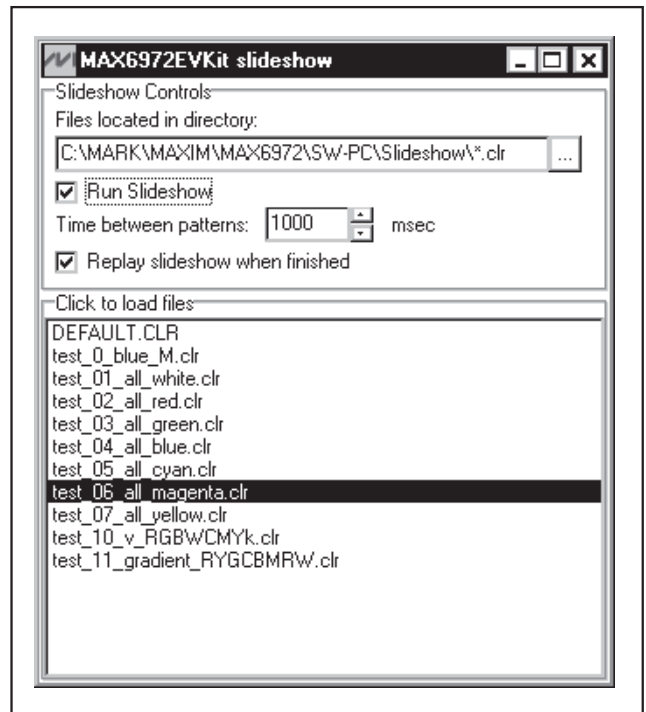 MAX6972EVKit slideshow
Slideshow Controls
Files located in directory:
C:\MARK\MAXIM\MAX6972\SW-PC\Slideshow\*.clr ...
Run Slideshow
Time between patterns: 1000 msec
Replay slideshow when finished
Click to load files
DEFAULT.CLR
test_0_blue_M.clr
test_01_all_white.clr
test_02_all_red.clr
test_03_all_green.clr
test_04_all_blue.clr
test_05_all_cyan.clr
test_06_all_magenta.clr
test_07_all_yellow.clr
test_10_v_RGBWCMYk.clr
test_11_gradient_RYGCBMRW.clr